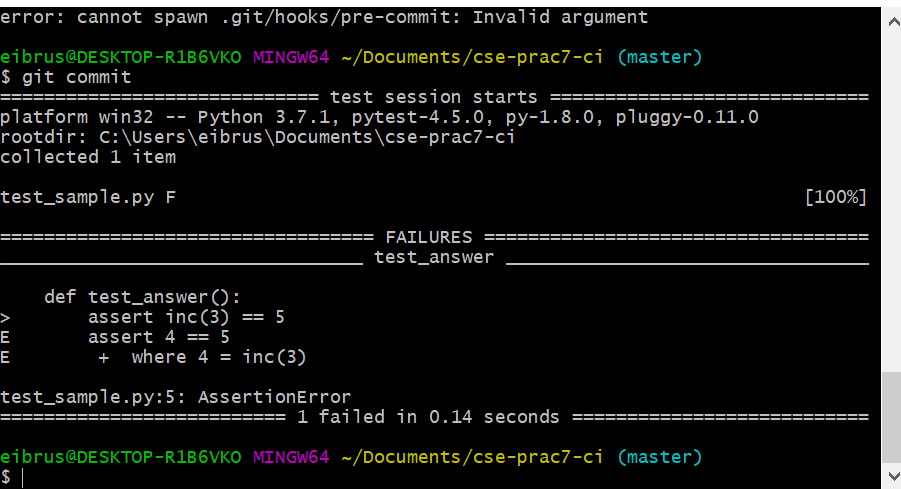 error: cannot spawn .git/hooks/pre-commit: Invalid argument
eibrus@DESKTOP-R1B6VKO MINGW64 ~/Documents/cse-prac7-ci (master)
$ git commit
============================= test session starts =============================
platform win32 -- Python 3.7.1, pytest-4.5.0, py-1.8.0, pluggy-0.11.0
rootdir: C:\Users\eibrus\Documents\cse-prac7-ci
collected 1 item
test_sample.py F                                                         [100%]
================================== FAILURES ===================================
_________________________________ test_answer _________________________________
    def test_answer():
>       assert inc(3) == 5
E       assert 4 == 5
E        +  where 4 = inc(3)
test_sample.py:5: AssertionError
========================== 1 failed in 0.14 seconds ===========================
eibrus@DESKTOP-R1B6VKO MINGW64 ~/Documents/cse-prac7-ci (master)
$